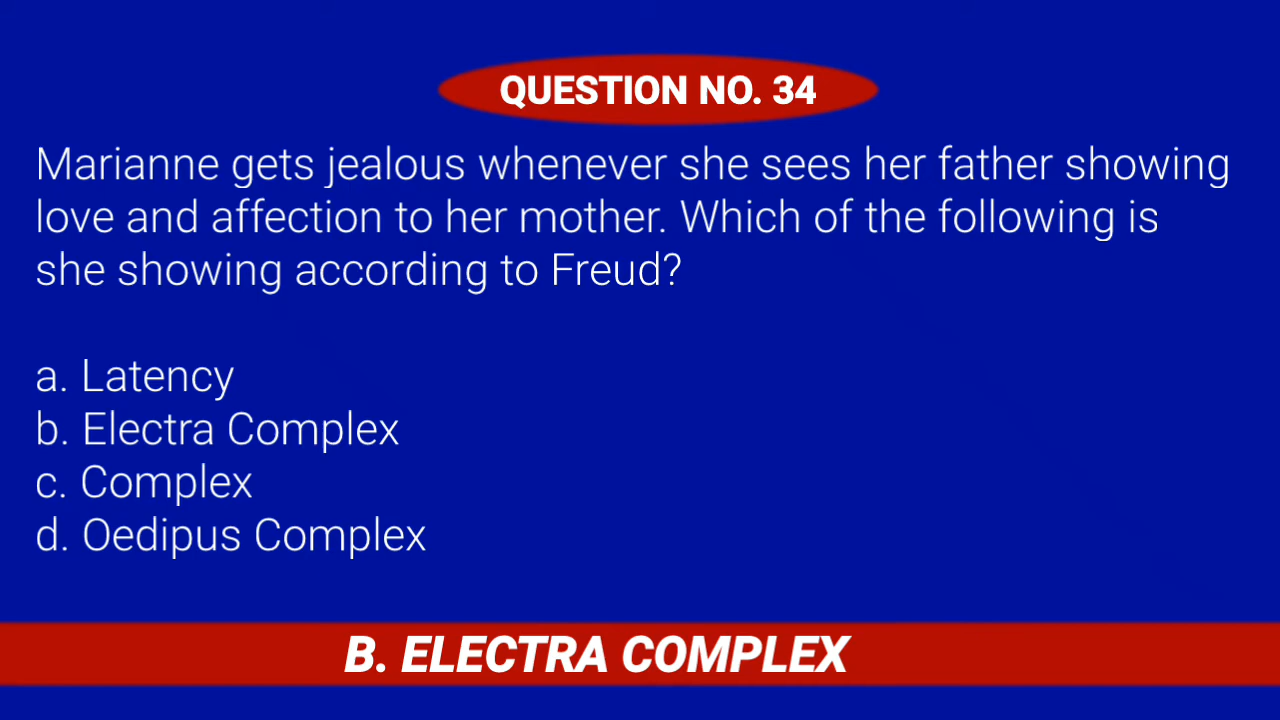 QUESTION NO. 34
Marianne gets jealous whenever she sees her father showing
love and affection to her mother. Which of the following is
she showing according to Freud?
a. Latency
b. Electra Complex
c. Complex
d. Oedipus Complex
B. ELECTRA COMPLEX